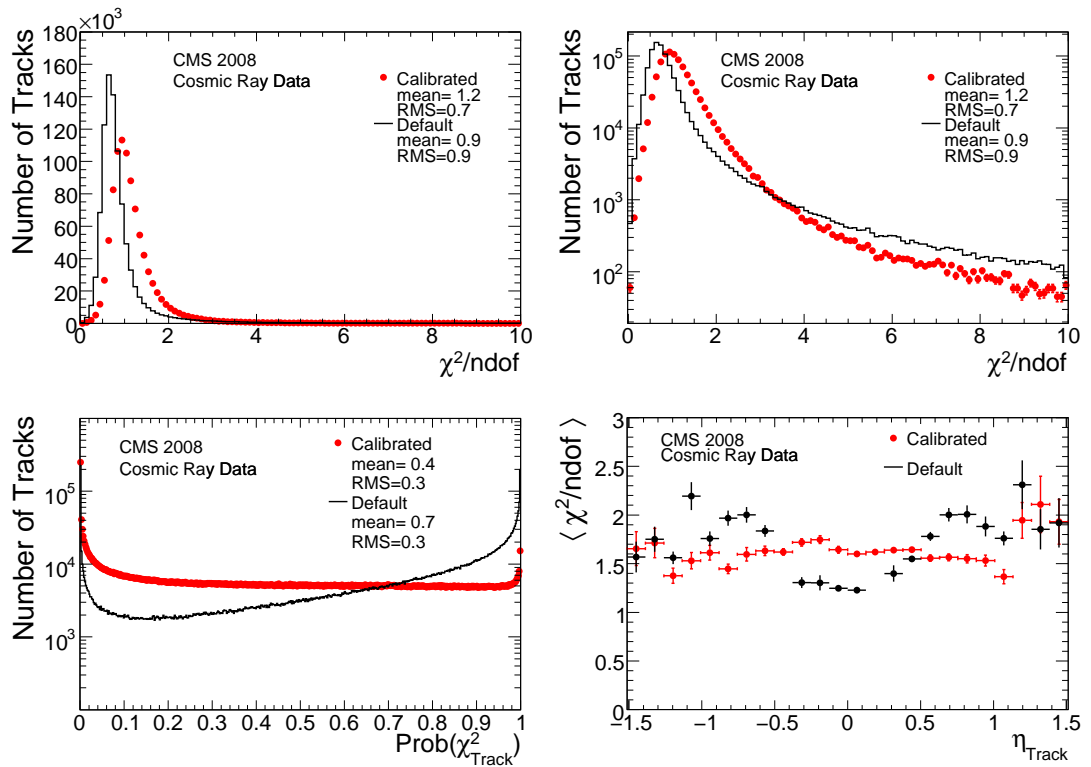 ×10³
180
160
140
120
100
80
60
40
20
0
0 2 4 6 8 10
Number of Tracks
χ²/ndof
CMS 2008
Cosmic Ray Data
Calibrated
mean= 1.2
RMS=0.7
Default
mean= 0.9
RMS=0.9
10⁵
10⁴
10³
10²
0 2 4 6 8 10
Number of Tracks
χ²/ndof
CMS 2008
Cosmic Ray Data
Calibrated
mean= 1.2
RMS=0.7
Default
mean= 0.9
RMS=0.9
10⁵
10⁴
10³
0 0.1 0.2 0.3 0.4 0.5 0.6 0.7 0.8 0.9 1
Number of Tracks
Prob(χ²_Track)
CMS 2008
Cosmic Ray Data
Calibrated
mean= 0.4
RMS=0.3
Default
mean= 0.7
RMS=0.3
3
2.5
2
1.5
1
0.5
0
-1.5 −1 −0.5 0 0.5 1 1.5
⟨ χ²/ndof ⟩
η_Track
CMS 2008
Cosmic Ray Data
Calibrated
Default